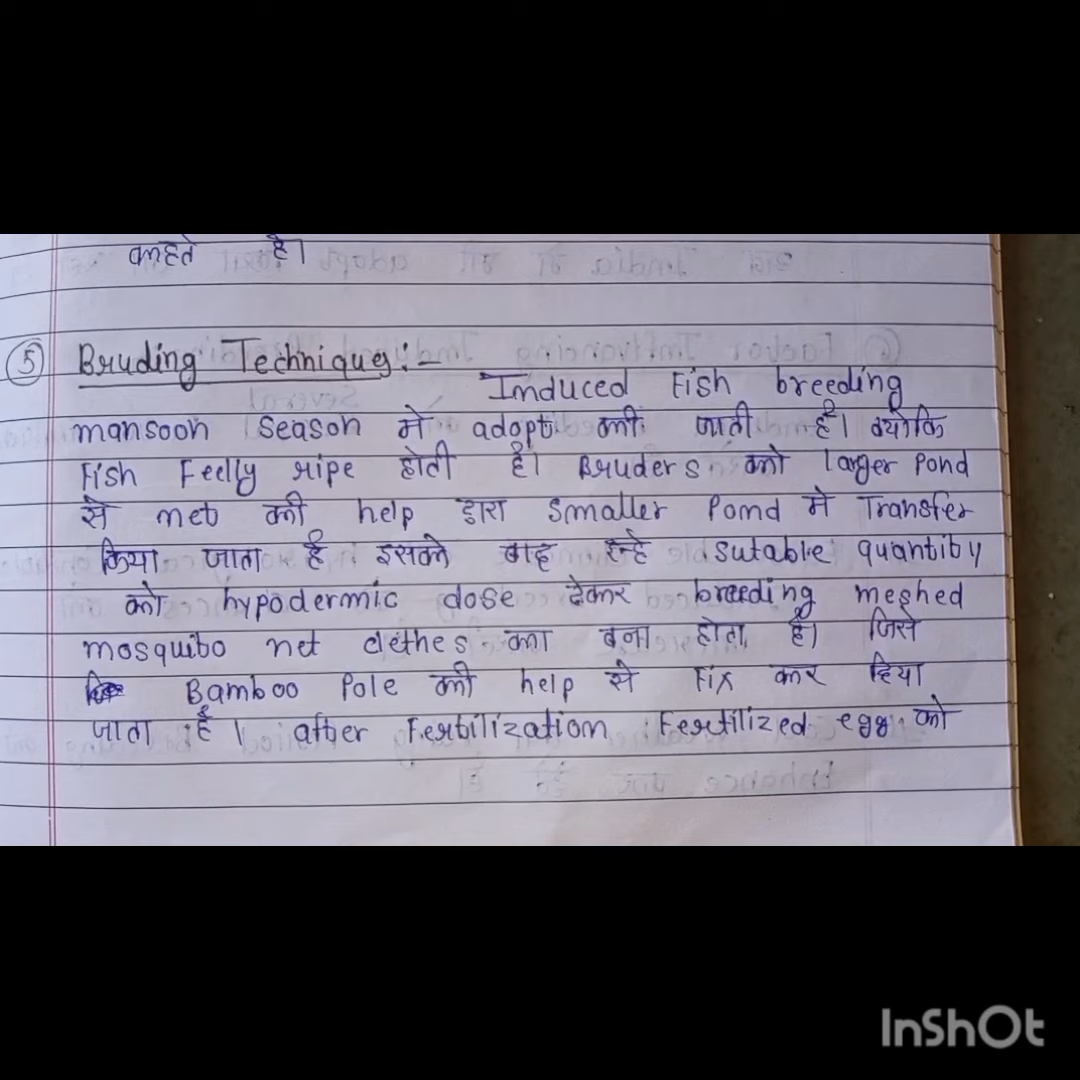 कहते है।
⑤ Bruding Technique:-
Induced Fish breeding
mansoon season मे adopt की जाती है। क्योकि
Fish Feelly ripe होती है। Bruders को larger pond
से net की help द्वारा smaller Pond मे Transfer
किया जाता है इसके बाद इन्हे sutable quantity
को hypodermic dose देकर breeding meshed
mosquito net clethes का बना होता है। जिसे
Bamboo Pole की help से Fix कर दिया
जाता है। after Fertilization Fertilized egg को
InShOt